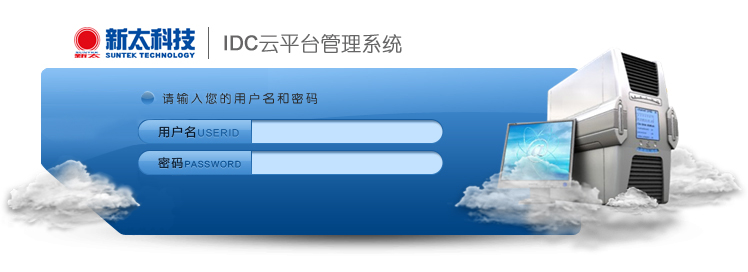 新太科技
SUNTEK TECHNOLOGY
新太
IDC云平台管理系统
请输入您的用户名和密码
用户名USERID
密码PASSWORD